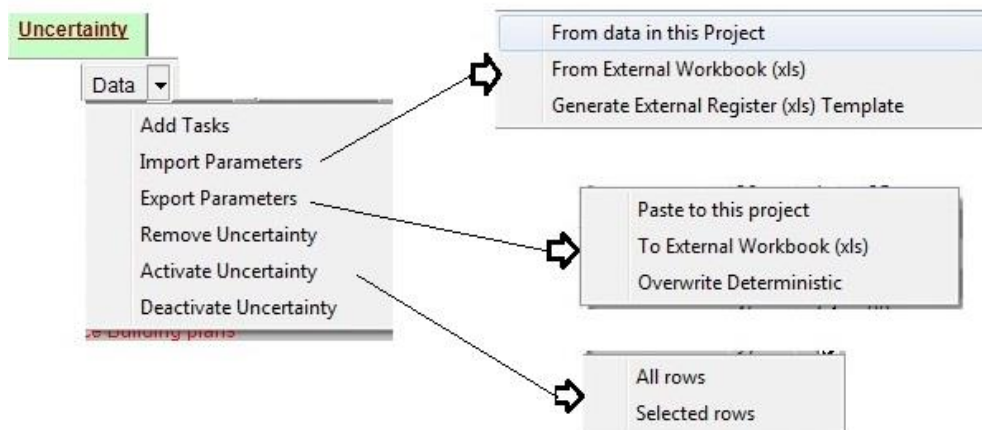 Uncertainty
Data
Add Tasks
Import Parameters
Export Parameters
Remove Uncertainty
Activate Uncertainty
Deactivate Uncertainty
From data in this Project
From External Workbook (xls)
Generate External Register (xls) Template
Paste to this project
To External Workbook (xls)
Overwrite Deterministic
All rows
Selected rows